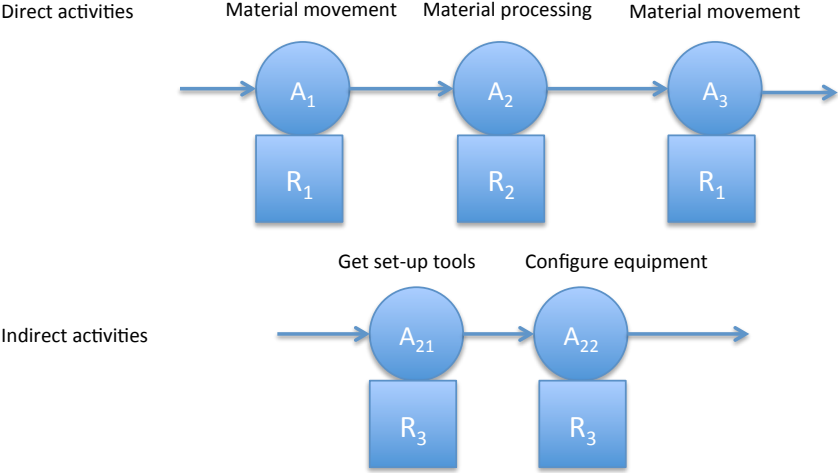 Direct activities
Material movement Material processing Material movement
A1 A2 A3
R1 R2 R1
Get set-up tools Configure equipment
Indirect activities
A21 A22
R3 R3